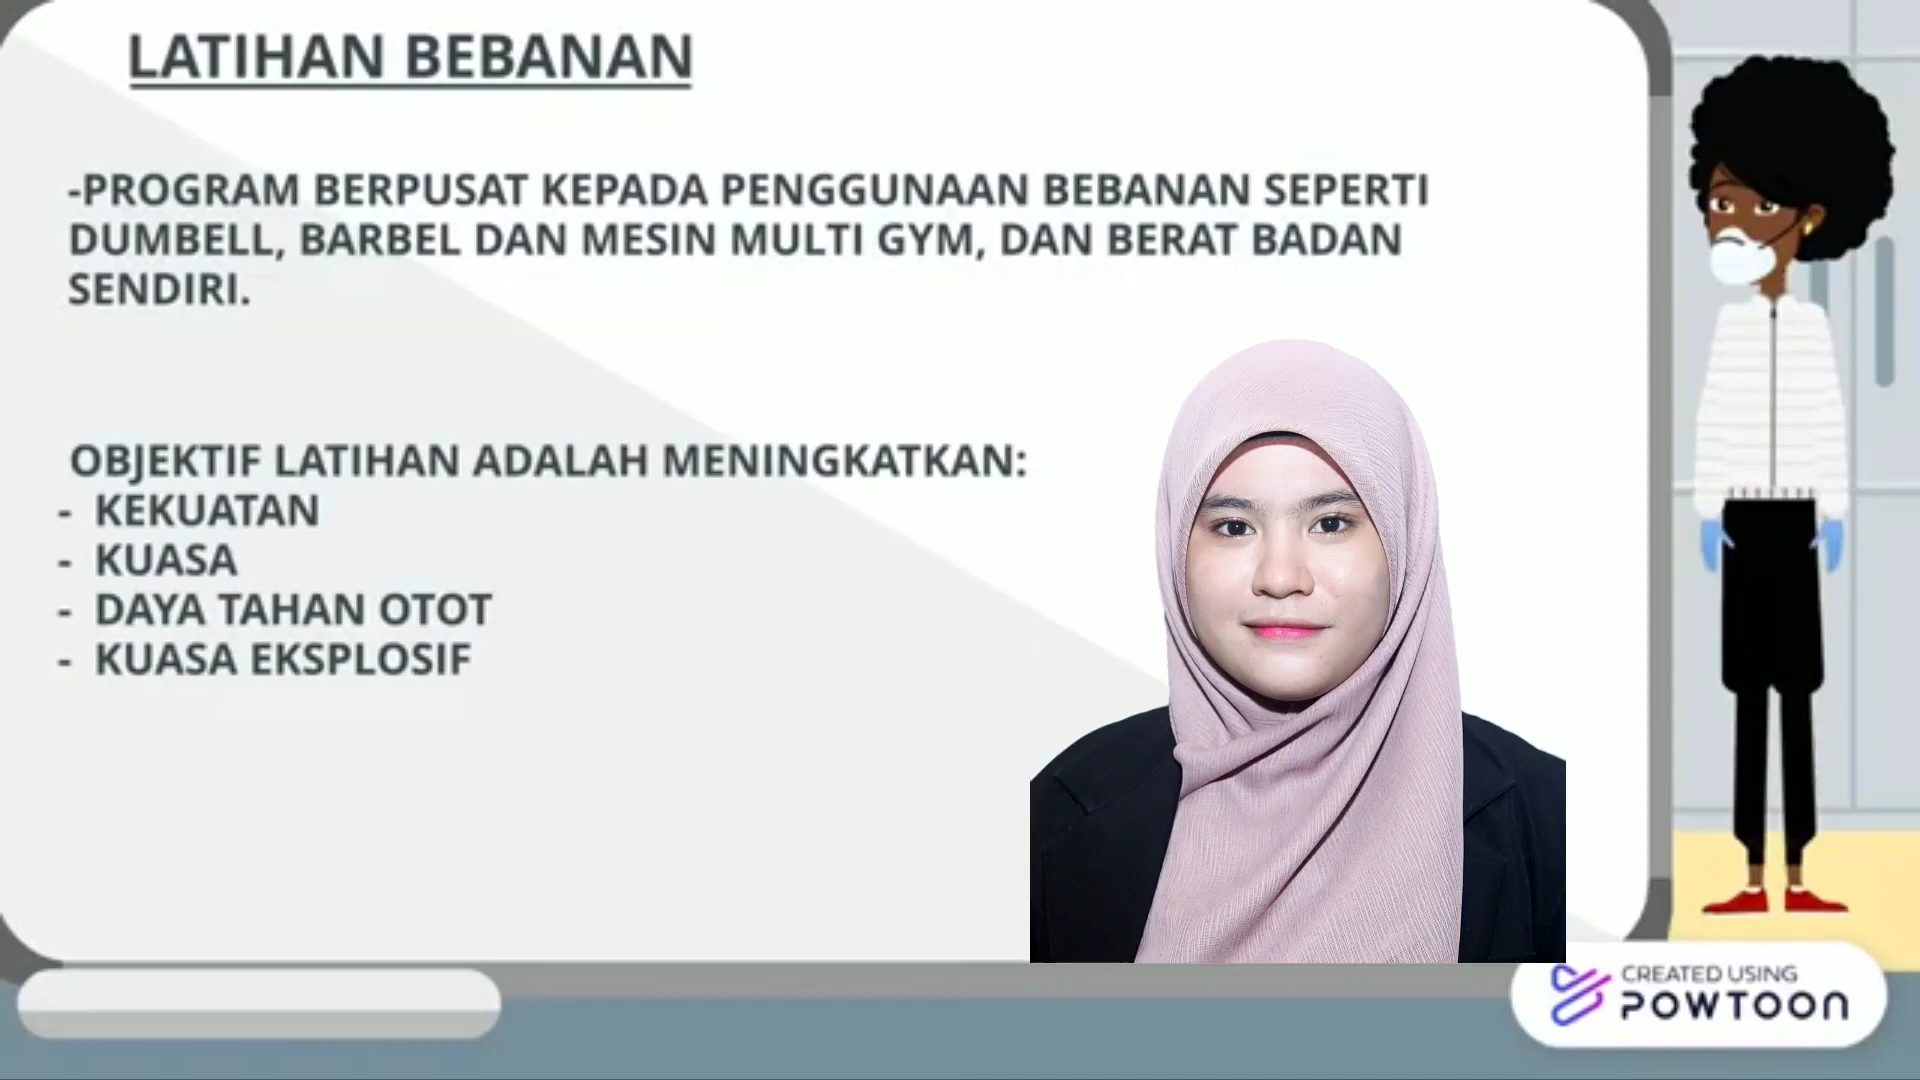 LATIHAN BEBANAN
-PROGRAM BERPUSAT KEPADA PENGGUNAAN BEBANAN SEPERTI
DUMBELL, BARBEL DAN MESIN MULTI GYM, DAN BERAT BADAN
SENDIRI.
OBJEKTIF LATIHAN ADALAH MENINGKATKAN:
- KEKUATAN
- KUASA
- DAYA TAHAN OTOT
- KUASA EKSPLOSIF
CREATED USING
POWTOON